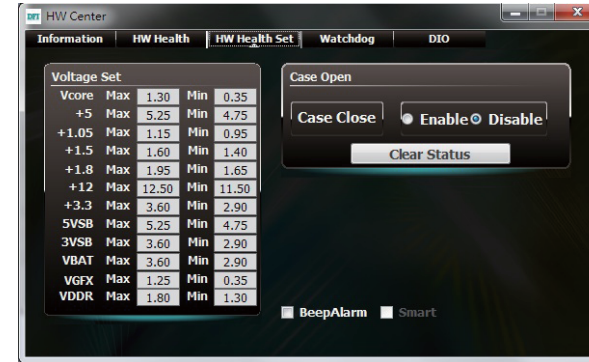 DFI HW Center
Information HW Health HW Health Set Watchdog DIO
Voltage Set
Vcore Max 1.30 Min 0.35
+5 Max 5.25 Min 4.75
+1.05 Max 1.15 Min 0.95
+1.5 Max 1.60 Min 1.40
+1.8 Max 1.95 Min 1.65
+12 Max 12.50 Min 11.50
+3.3 Max 3.60 Min 2.90
5VSB Max 5.25 Min 4.75
3VSB Max 3.60 Min 2.90
VBAT Max 3.60 Min 2.90
VGFX Max 1.25 Min 0.35
VDDR Max 1.80 Min 1.30
Case Open
Case Close Enable Disable
Clear Status
BeepAlarm Smart